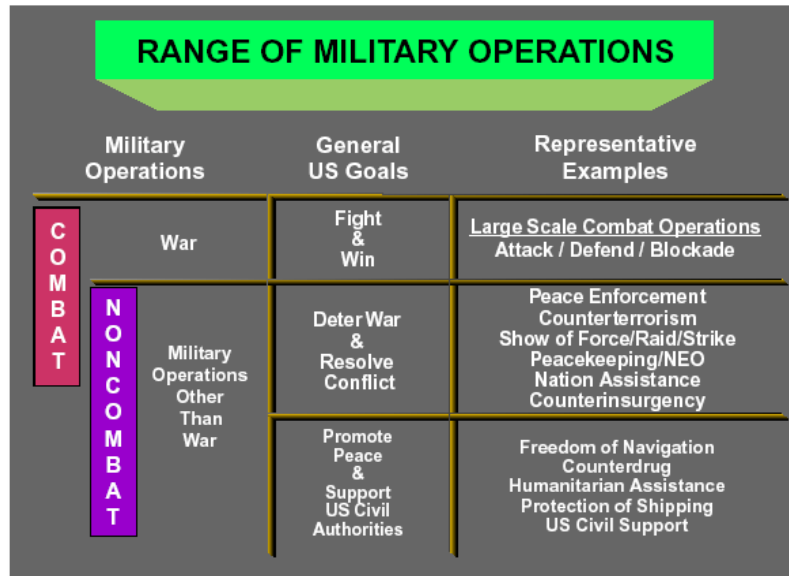 RANGE OF MILITARY OPERATIONS
Military
Operations
General
US Goals
Representative
Examples
COMBAT
War
Fight
&
Win
Large Scale Combat Operations
Attack / Defend / Blockade
NONCOMBAT
Military
Operations
Other
Than
War
Deter War
&
Resolve
Conflict
Peace Enforcement
Counterterrorism
Show of Force/Raid/Strike
Peacekeeping/NEO
Nation Assistance
Counterinsurgency
Promote
Peace
&
Support
US Civil
Authorities
Freedom of Navigation
Counterdrug
Humanitarian Assistance
Protection of Shipping
US Civil Support